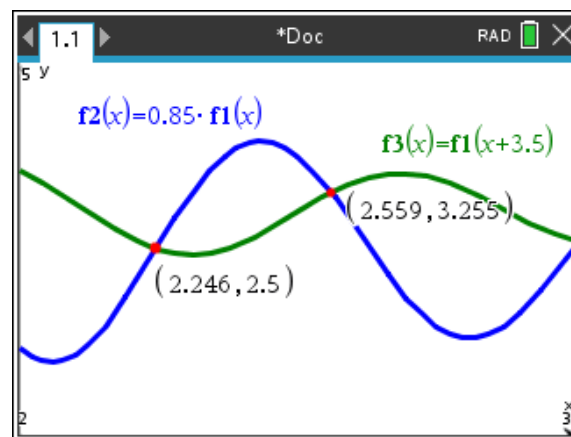 1.1 *Doc RAD
5 y
f2(x)=0.85· f1(x)
f3(x)=f1(x+3.5)
(2.559,3.255)
(2.246,2.5)
x
2 3